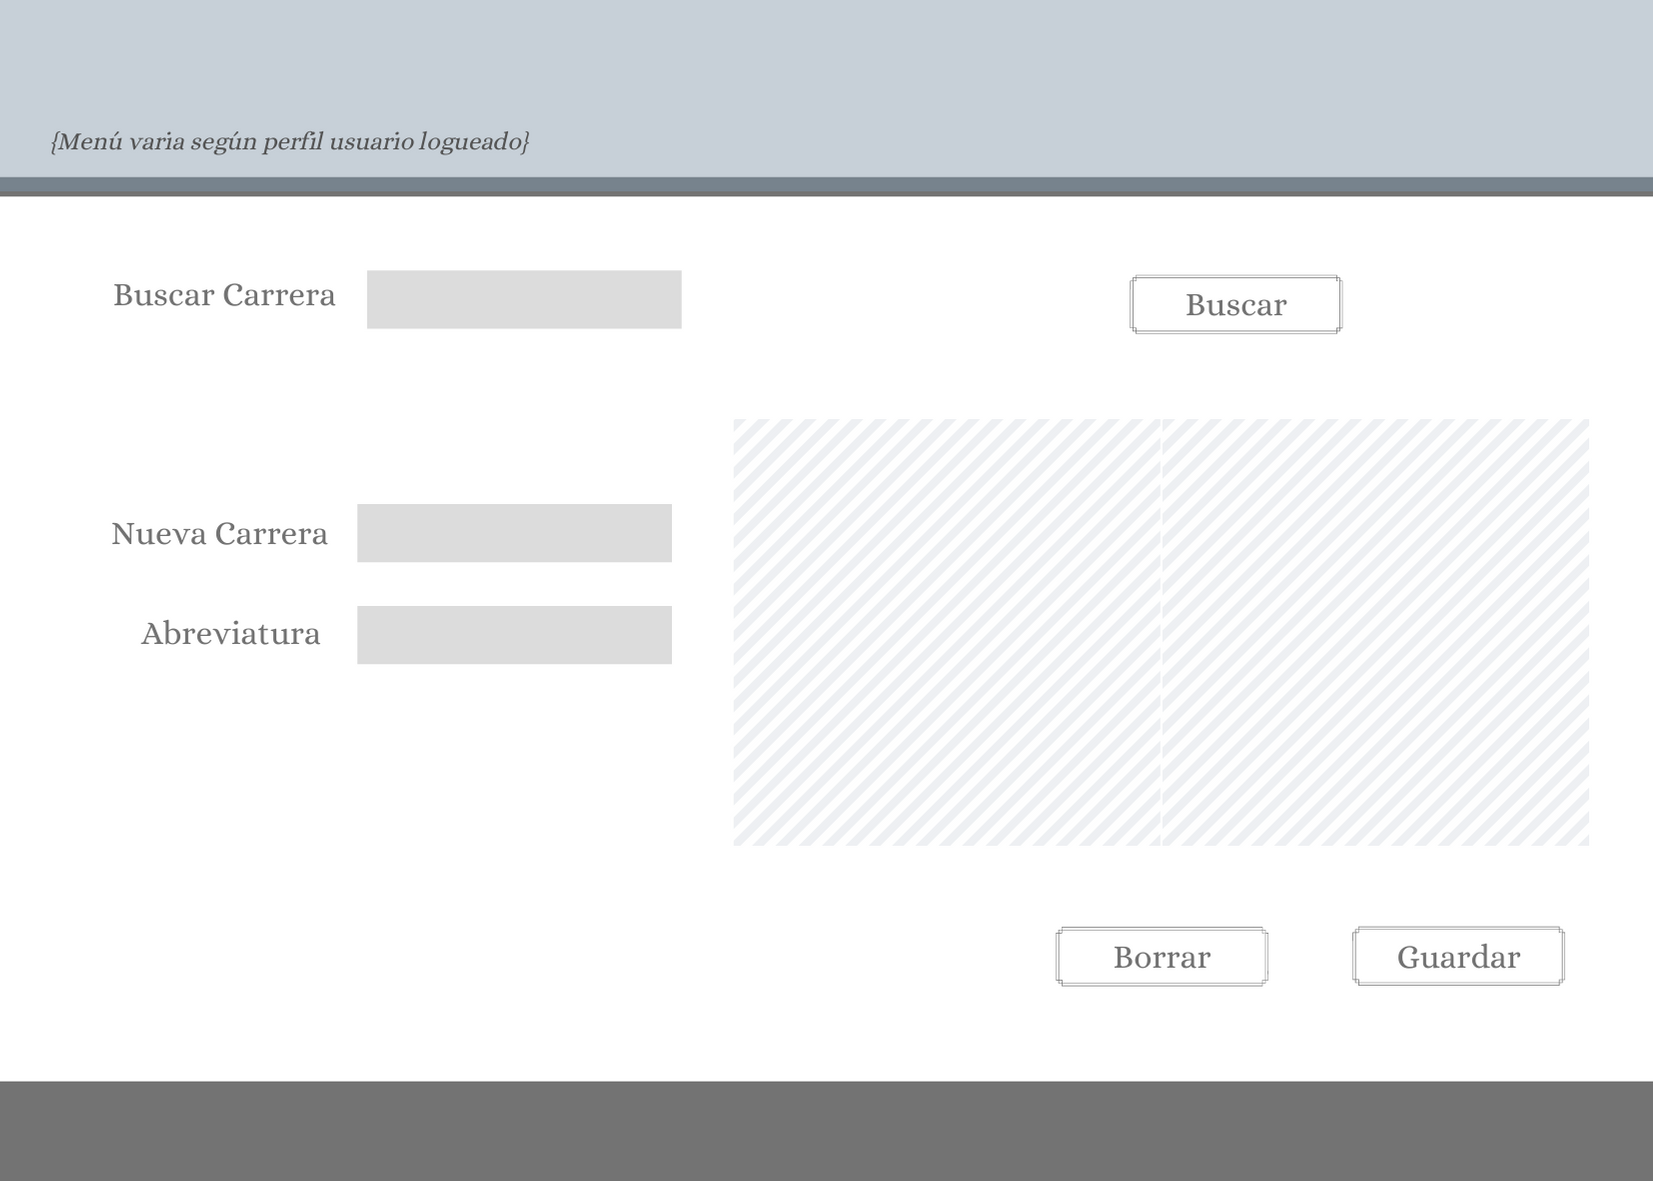 {Menú varia según perfil usuario logueado}
Buscar Carrera
Buscar
Nueva Carrera
Abreviatura
Borrar
Guardar